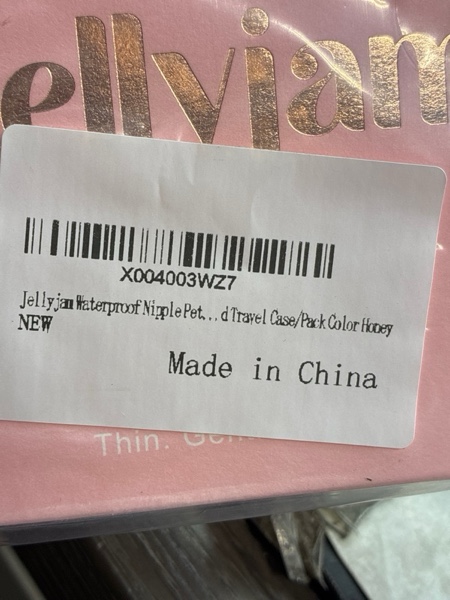 ellyjam
X004003WZ7
Jellyjam Waterproof Nipple Pet...d Travel Case/Pack Color Honey
NEW
Made in China
Thin.